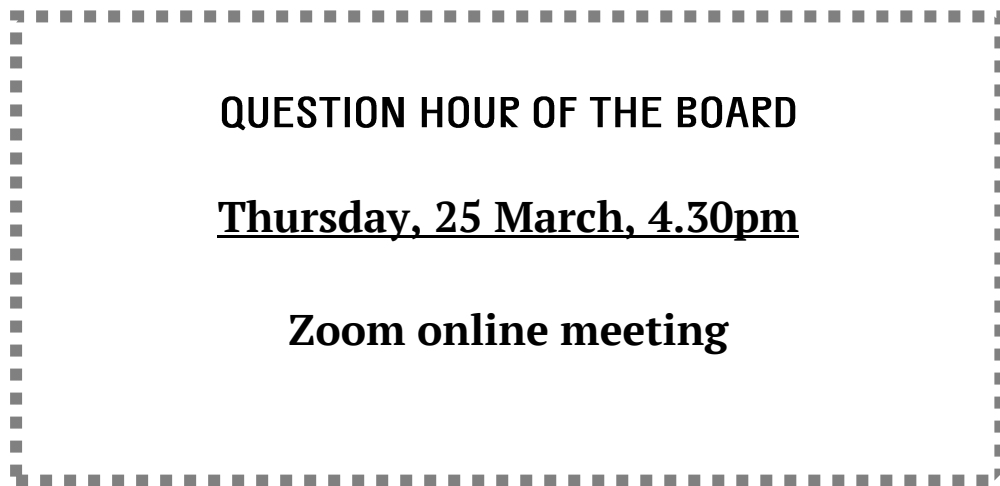 QUESTION HOUR OF THE BOARD
Thursday, 25 March, 4.30pm
Zoom online meeting